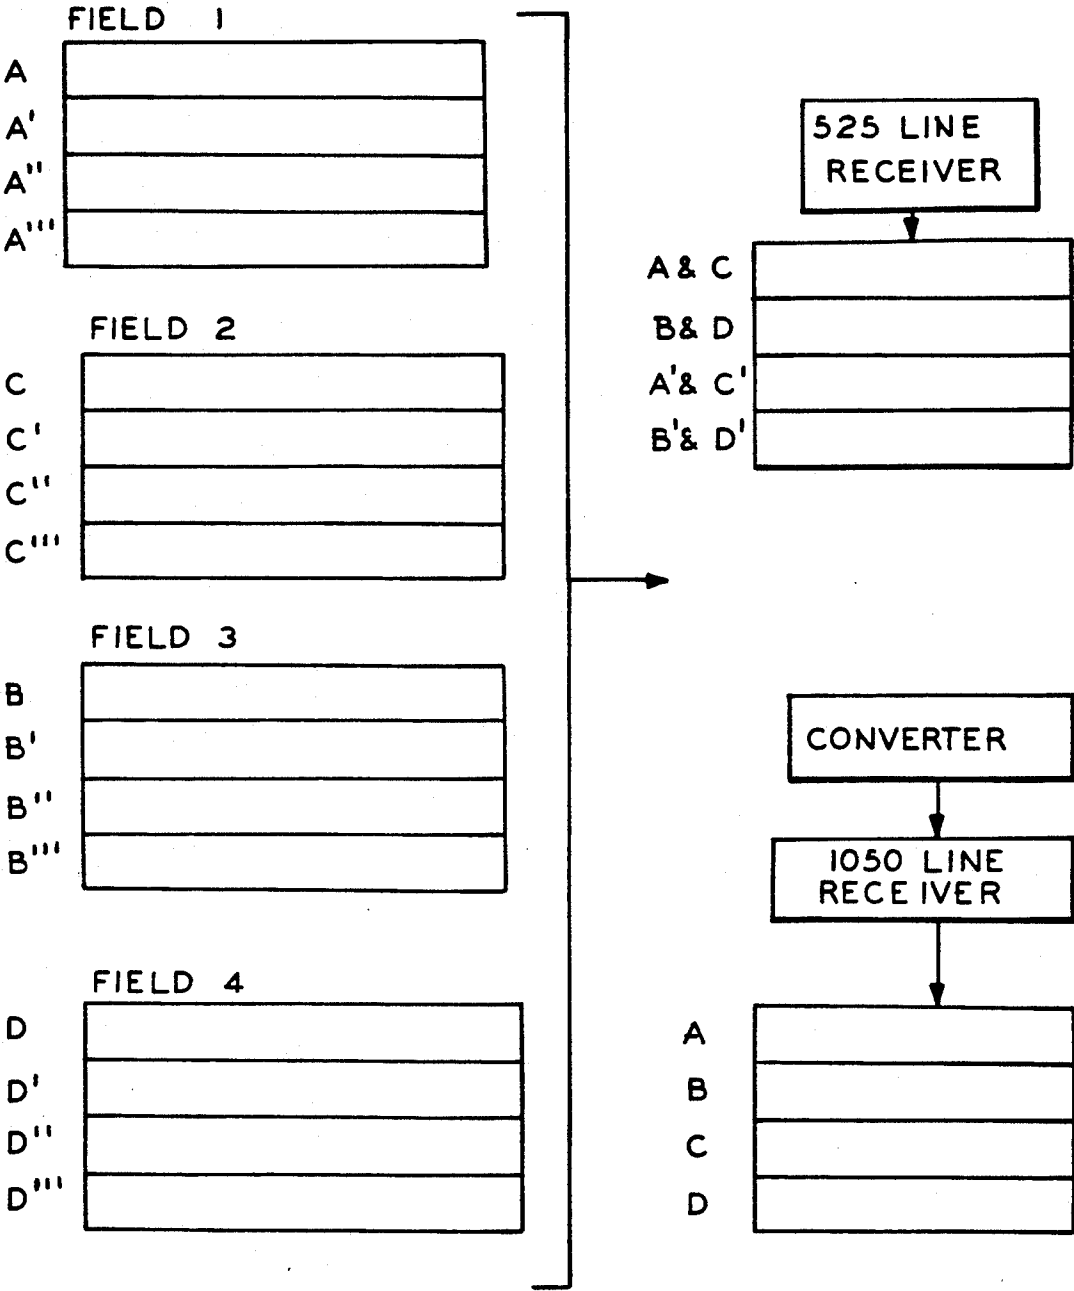 FIELD 1
A
A'
A''
A'''
FIELD 2
C
C'
C''
C'''
FIELD 3
B
B'
B''
B'''
FIELD 4
D
D'
D''
D'''
525 LINE
RECEIVER
A & C
B & D
A' & C'
B' & D'
CONVERTER
1050 LINE
RECEIVER
A
B
C
D